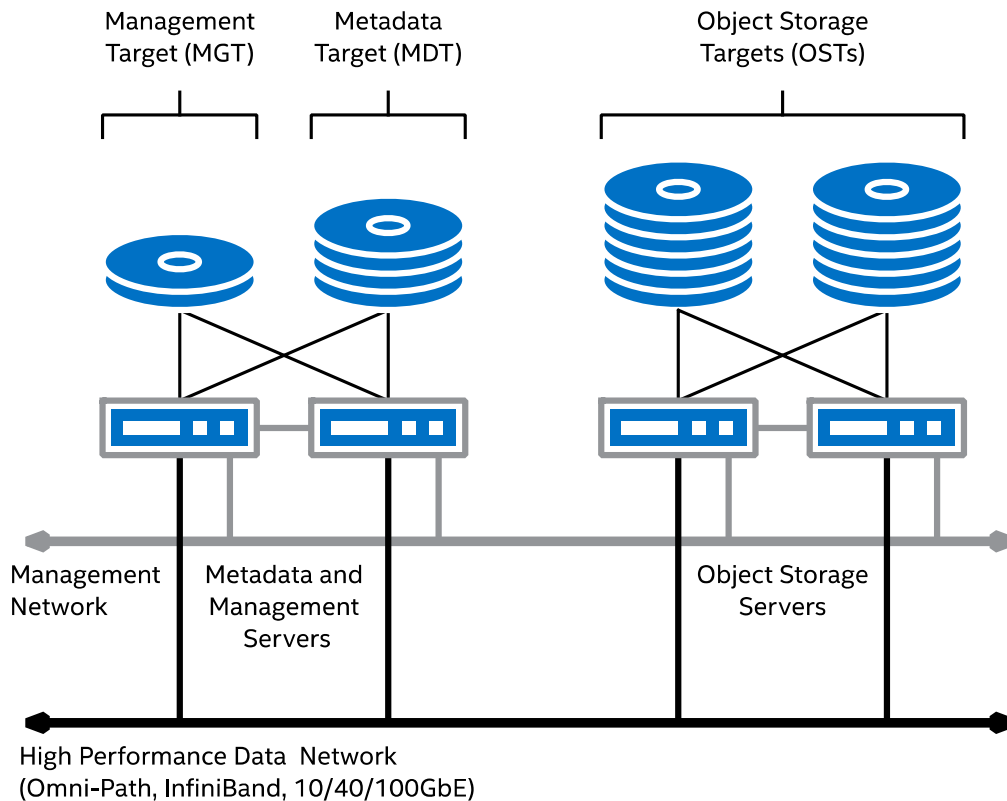 Management
Target (MGT)
Metadata
Target (MDT)
Object Storage
Targets (OSTs)
Management
Network
Metadata and
Management
Servers
Object Storage
Servers
High Performance Data  Network
(Omni-Path, InfiniBand, 10/40/100GbE)